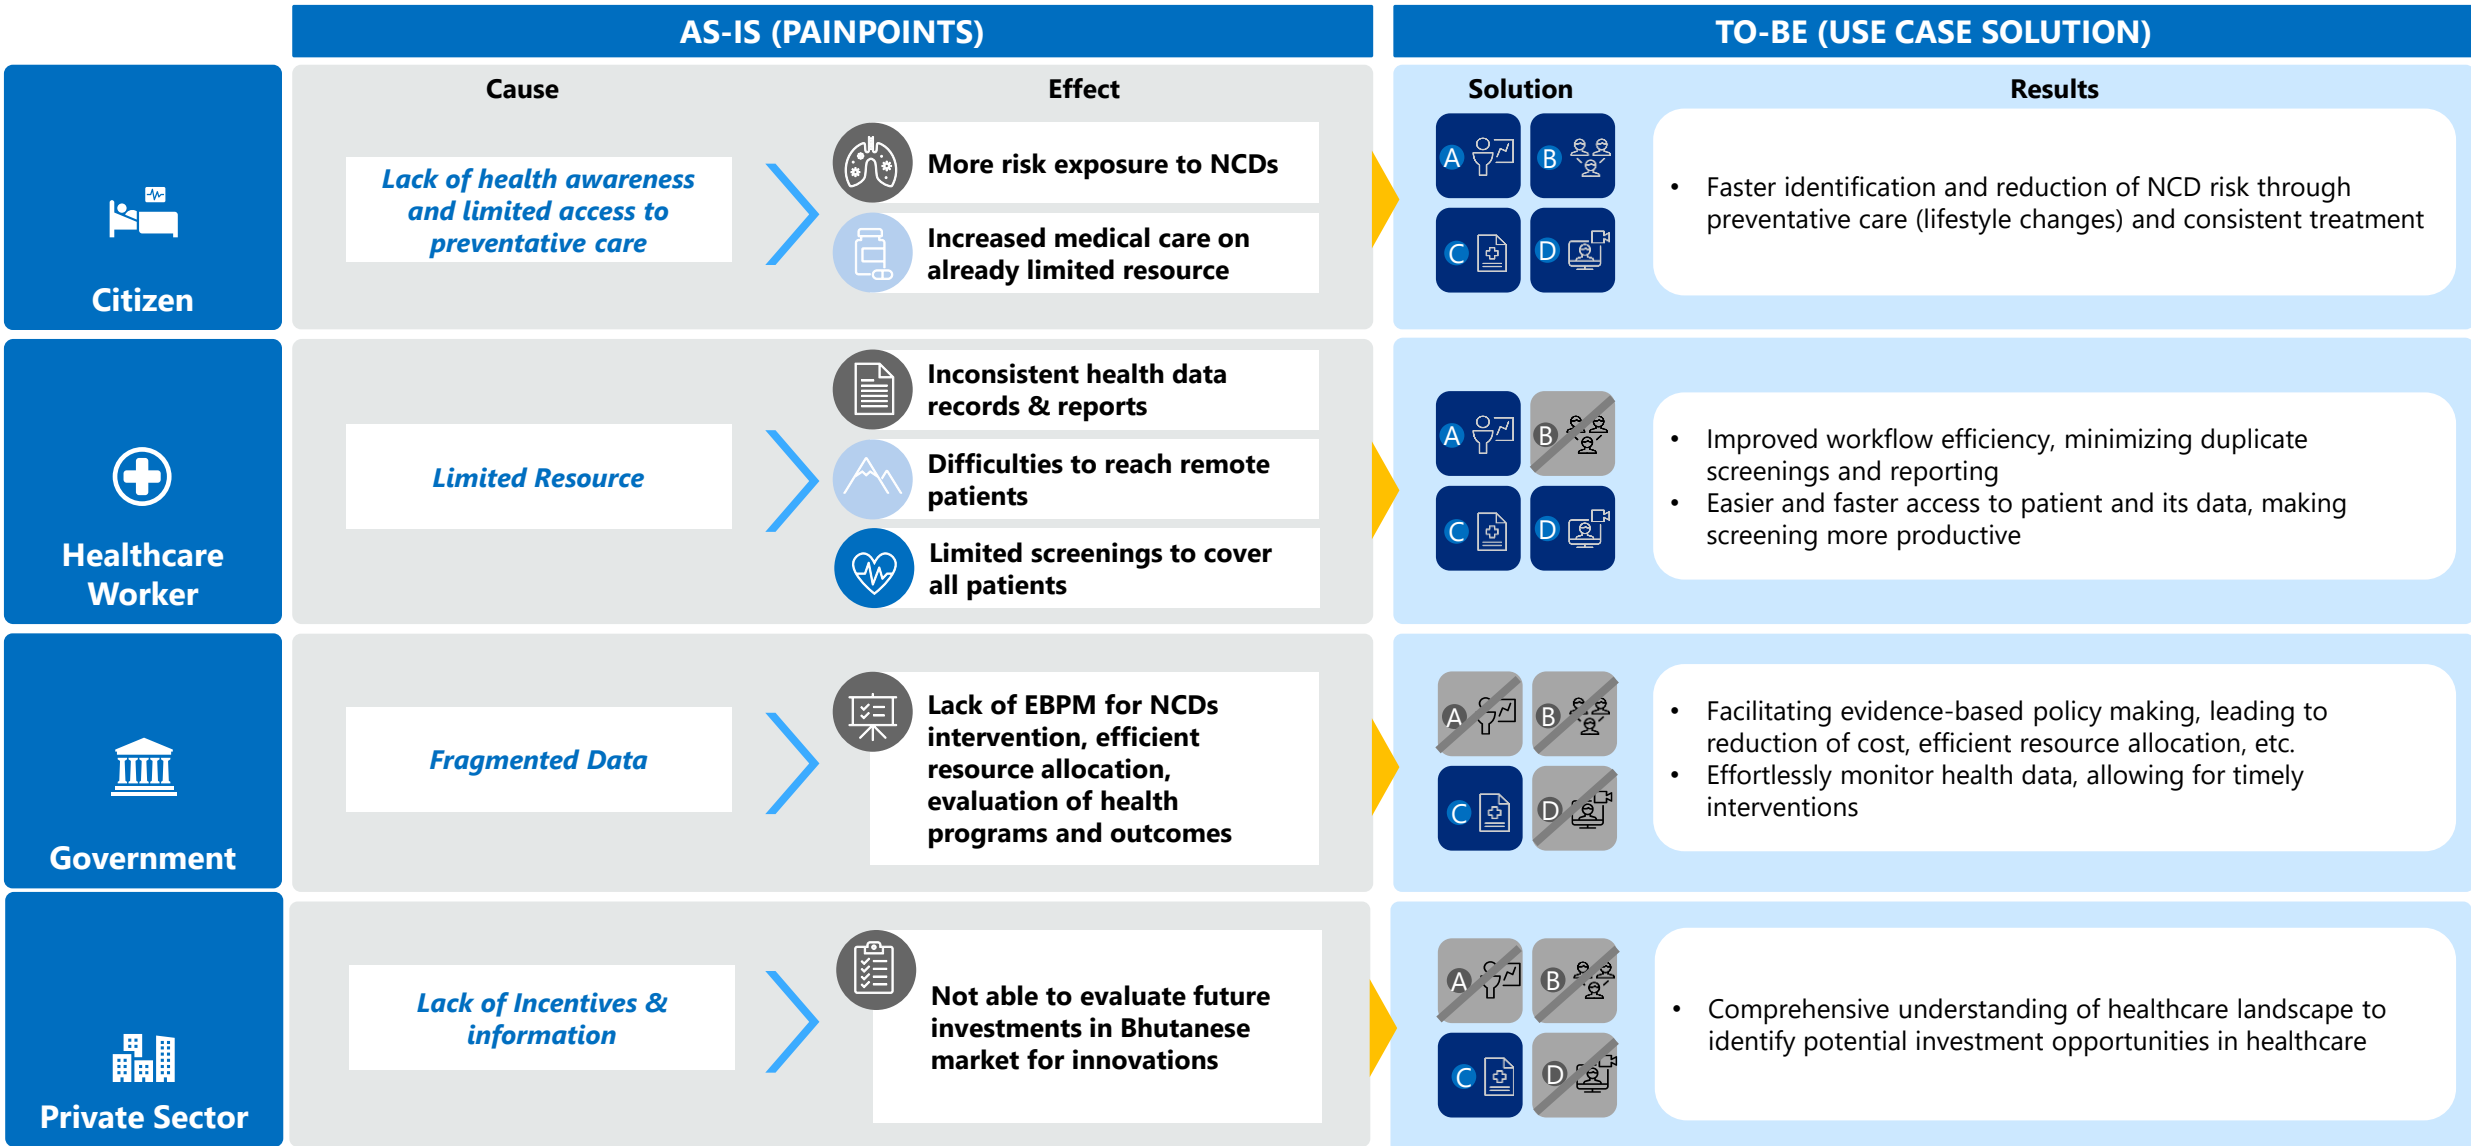 AS-IS (PAINPOINTS)
TO-BE (USE CASE SOLUTION)
Citizen
Cause
Effect
Lack of health awareness
and limited access to
preventative care
More risk exposure to NCDs
Increased medical care on
already limited resource
Solution
Results
A
B
C
D
• Faster identification and reduction of NCD risk through
preventative care (lifestyle changes) and consistent treatment
Healthcare
Worker
Limited Resource
Inconsistent health data
records & reports
Difficulties to reach remote
patients
Limited screenings to cover
all patients
A
B
C
D
• Improved workflow efficiency, minimizing duplicate
screenings and reporting
• Easier and faster access to patient and its data, making
screening more productive
Government
Fragmented Data
Lack of EBPM for NCDs
intervention, efficient
resource allocation,
evaluation of health
programs and outcomes
A
B
C
D
• Facilitating evidence-based policy making, leading to
reduction of cost, efficient resource allocation, etc.
• Effortlessly monitor health data, allowing for timely
interventions
Private Sector
Lack of Incentives &
information
Not able to evaluate future
investments in Bhutanese
market for innovations
A
B
C
D
• Comprehensive understanding of healthcare landscape to
identify potential investment opportunities in healthcare